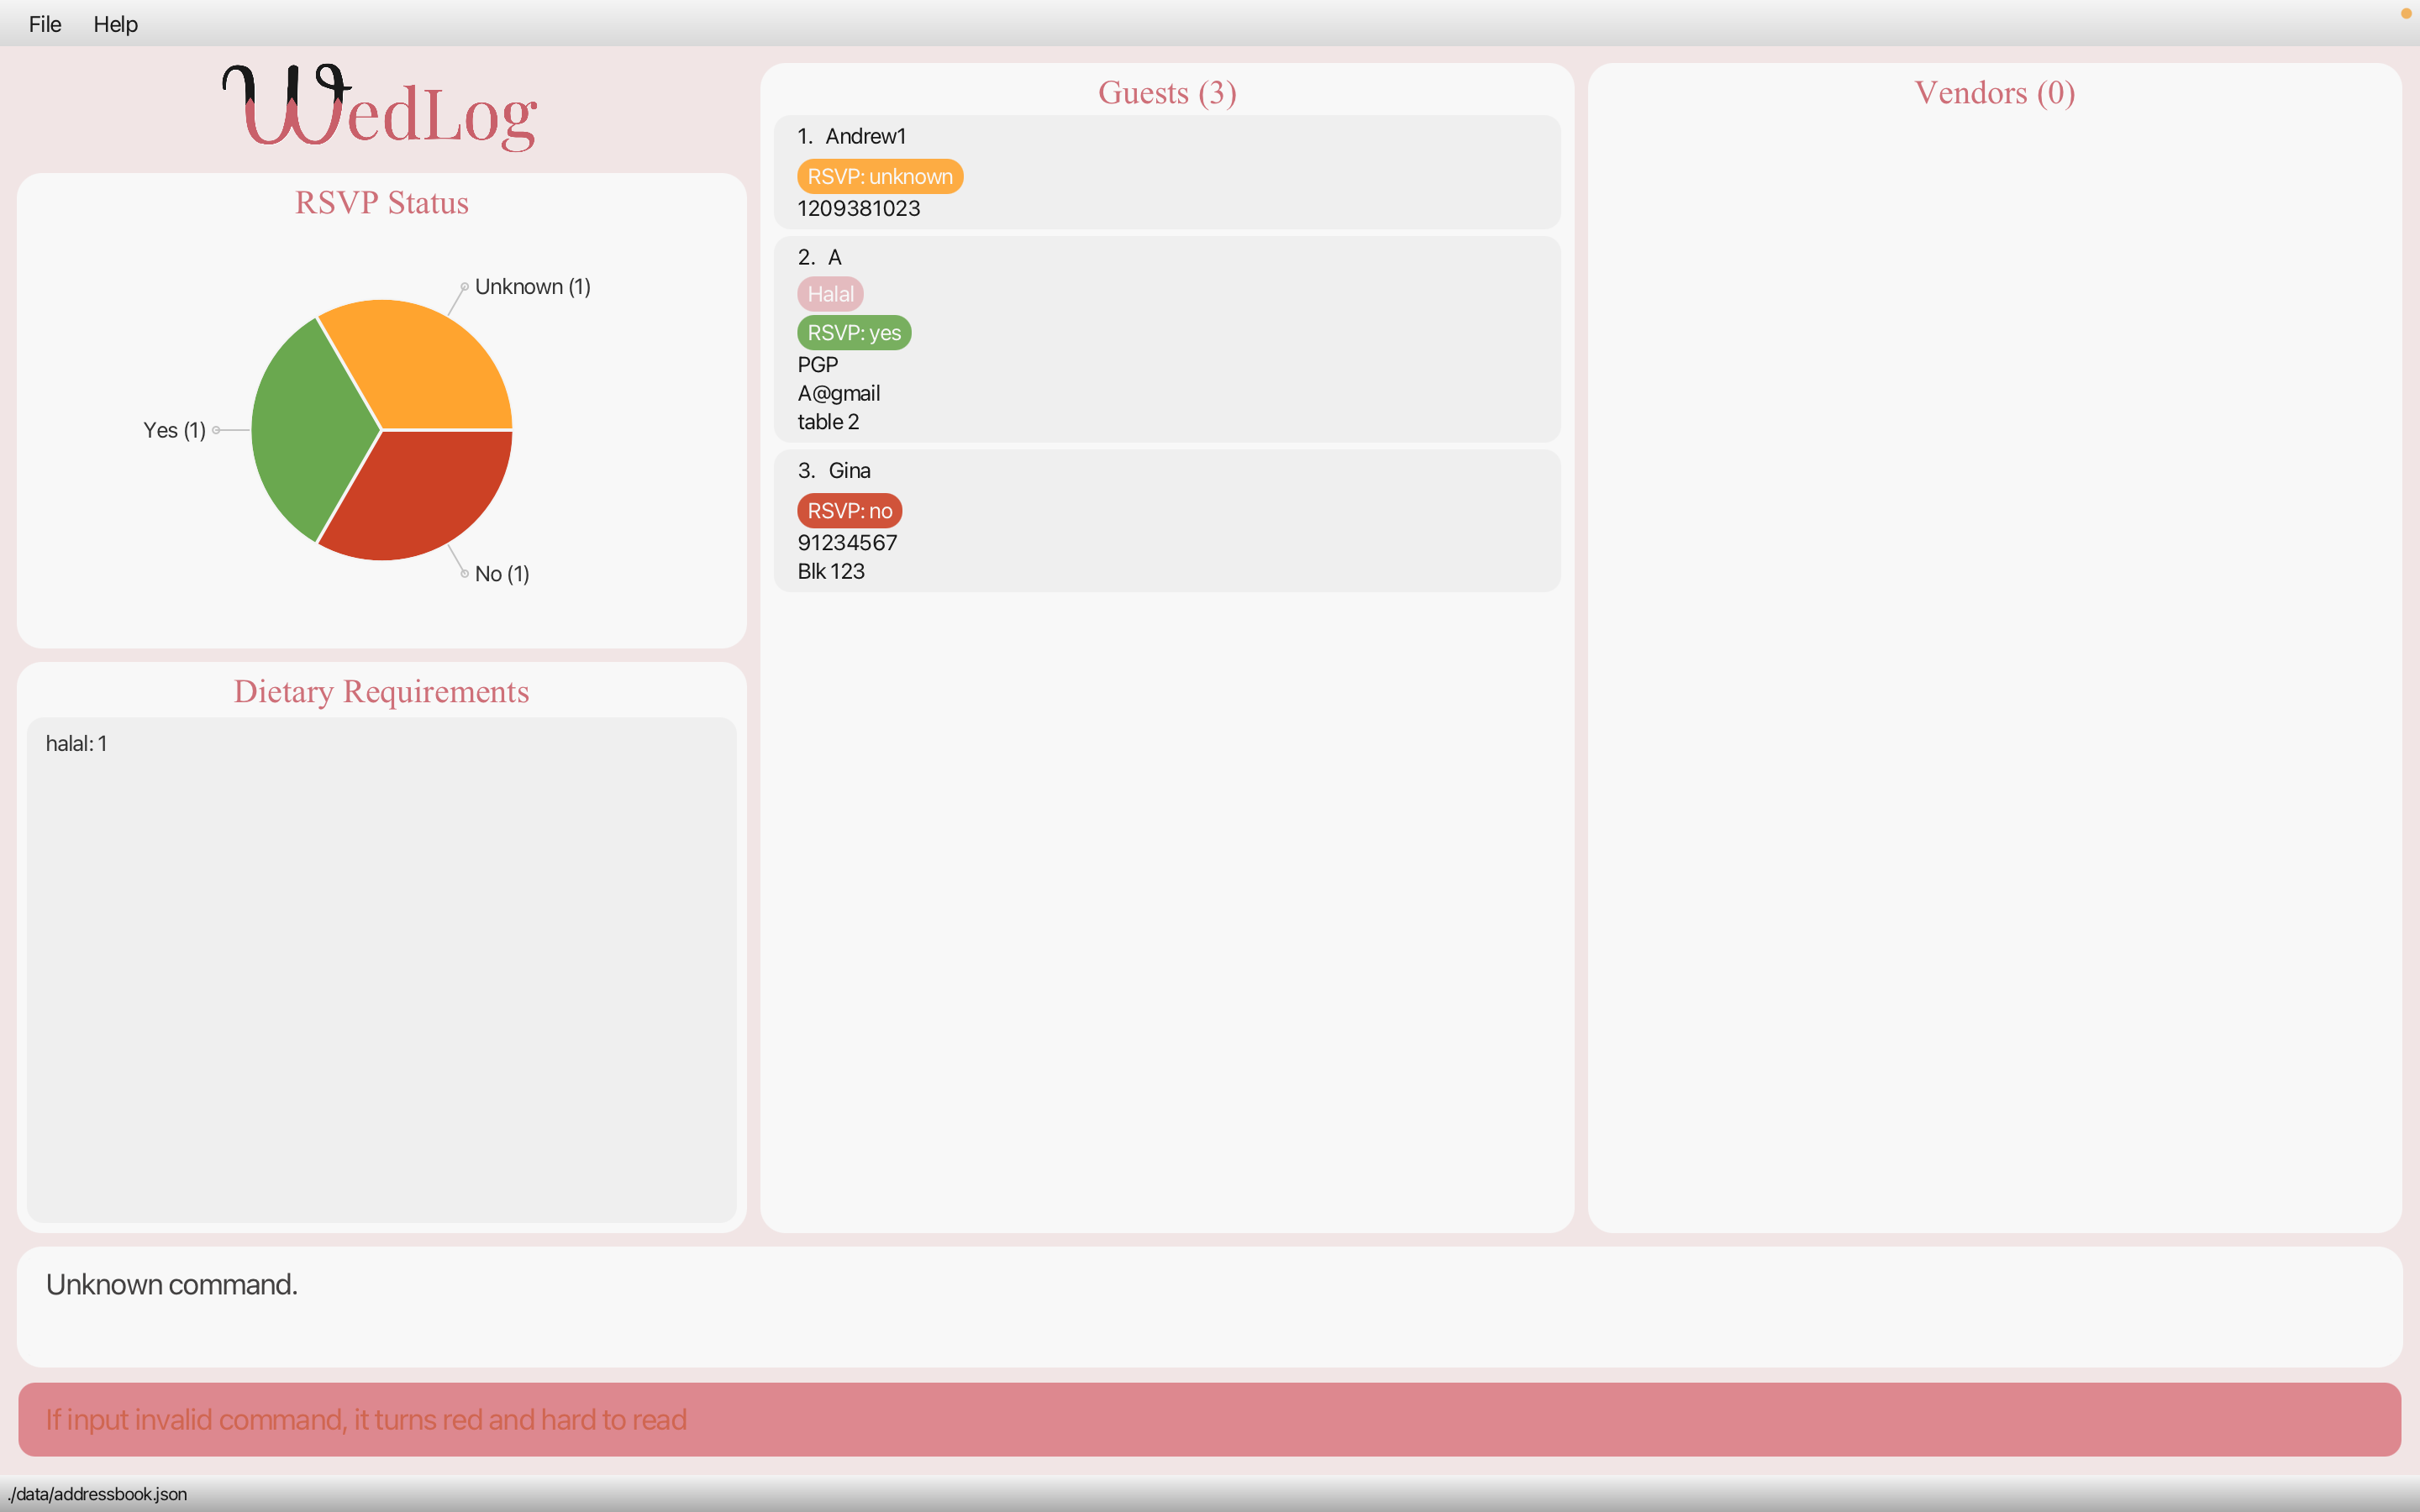 File Help
WedLog
RSVP Status
Unknown (1)
Yes (1)
No (1)
Dietary Requirements
halal: 1
Guests (3)
1. Andrew1
RSVP: unknown
1209381023
2. A
Halal
RSVP: yes
PGP
A@gmail
table 2
3. Gina
RSVP: no
91234567
Blk 123
Vendors (0)
Unknown command.
If input invalid command, it turns red and hard to read
./data/addressbook.json